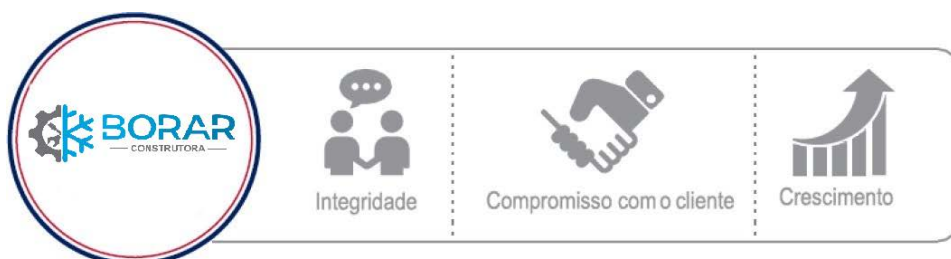 BORAR
CONSTRUTORA
Integridade
Compromisso com o cliente
Crescimento